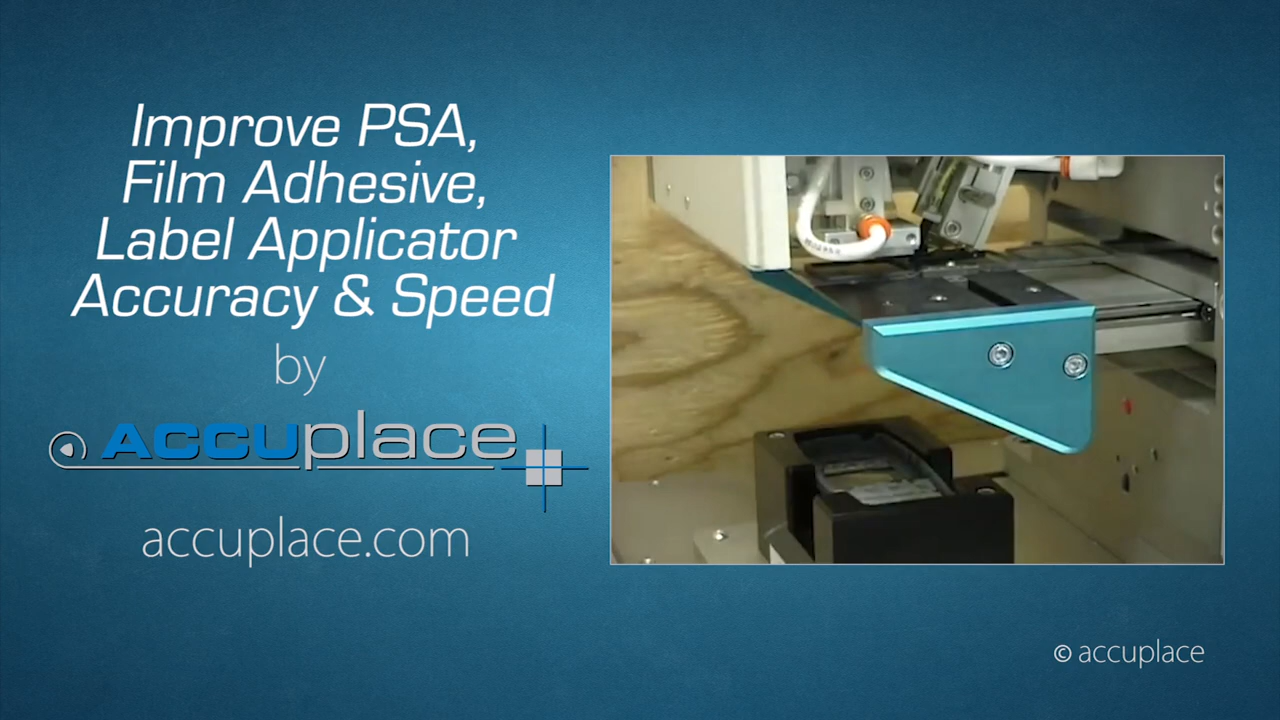 Improve PSA,
Film Adhesive,
Label Applicator
Accuracy & Speed
by
ACCUplace
accuplace.com
© accuplace